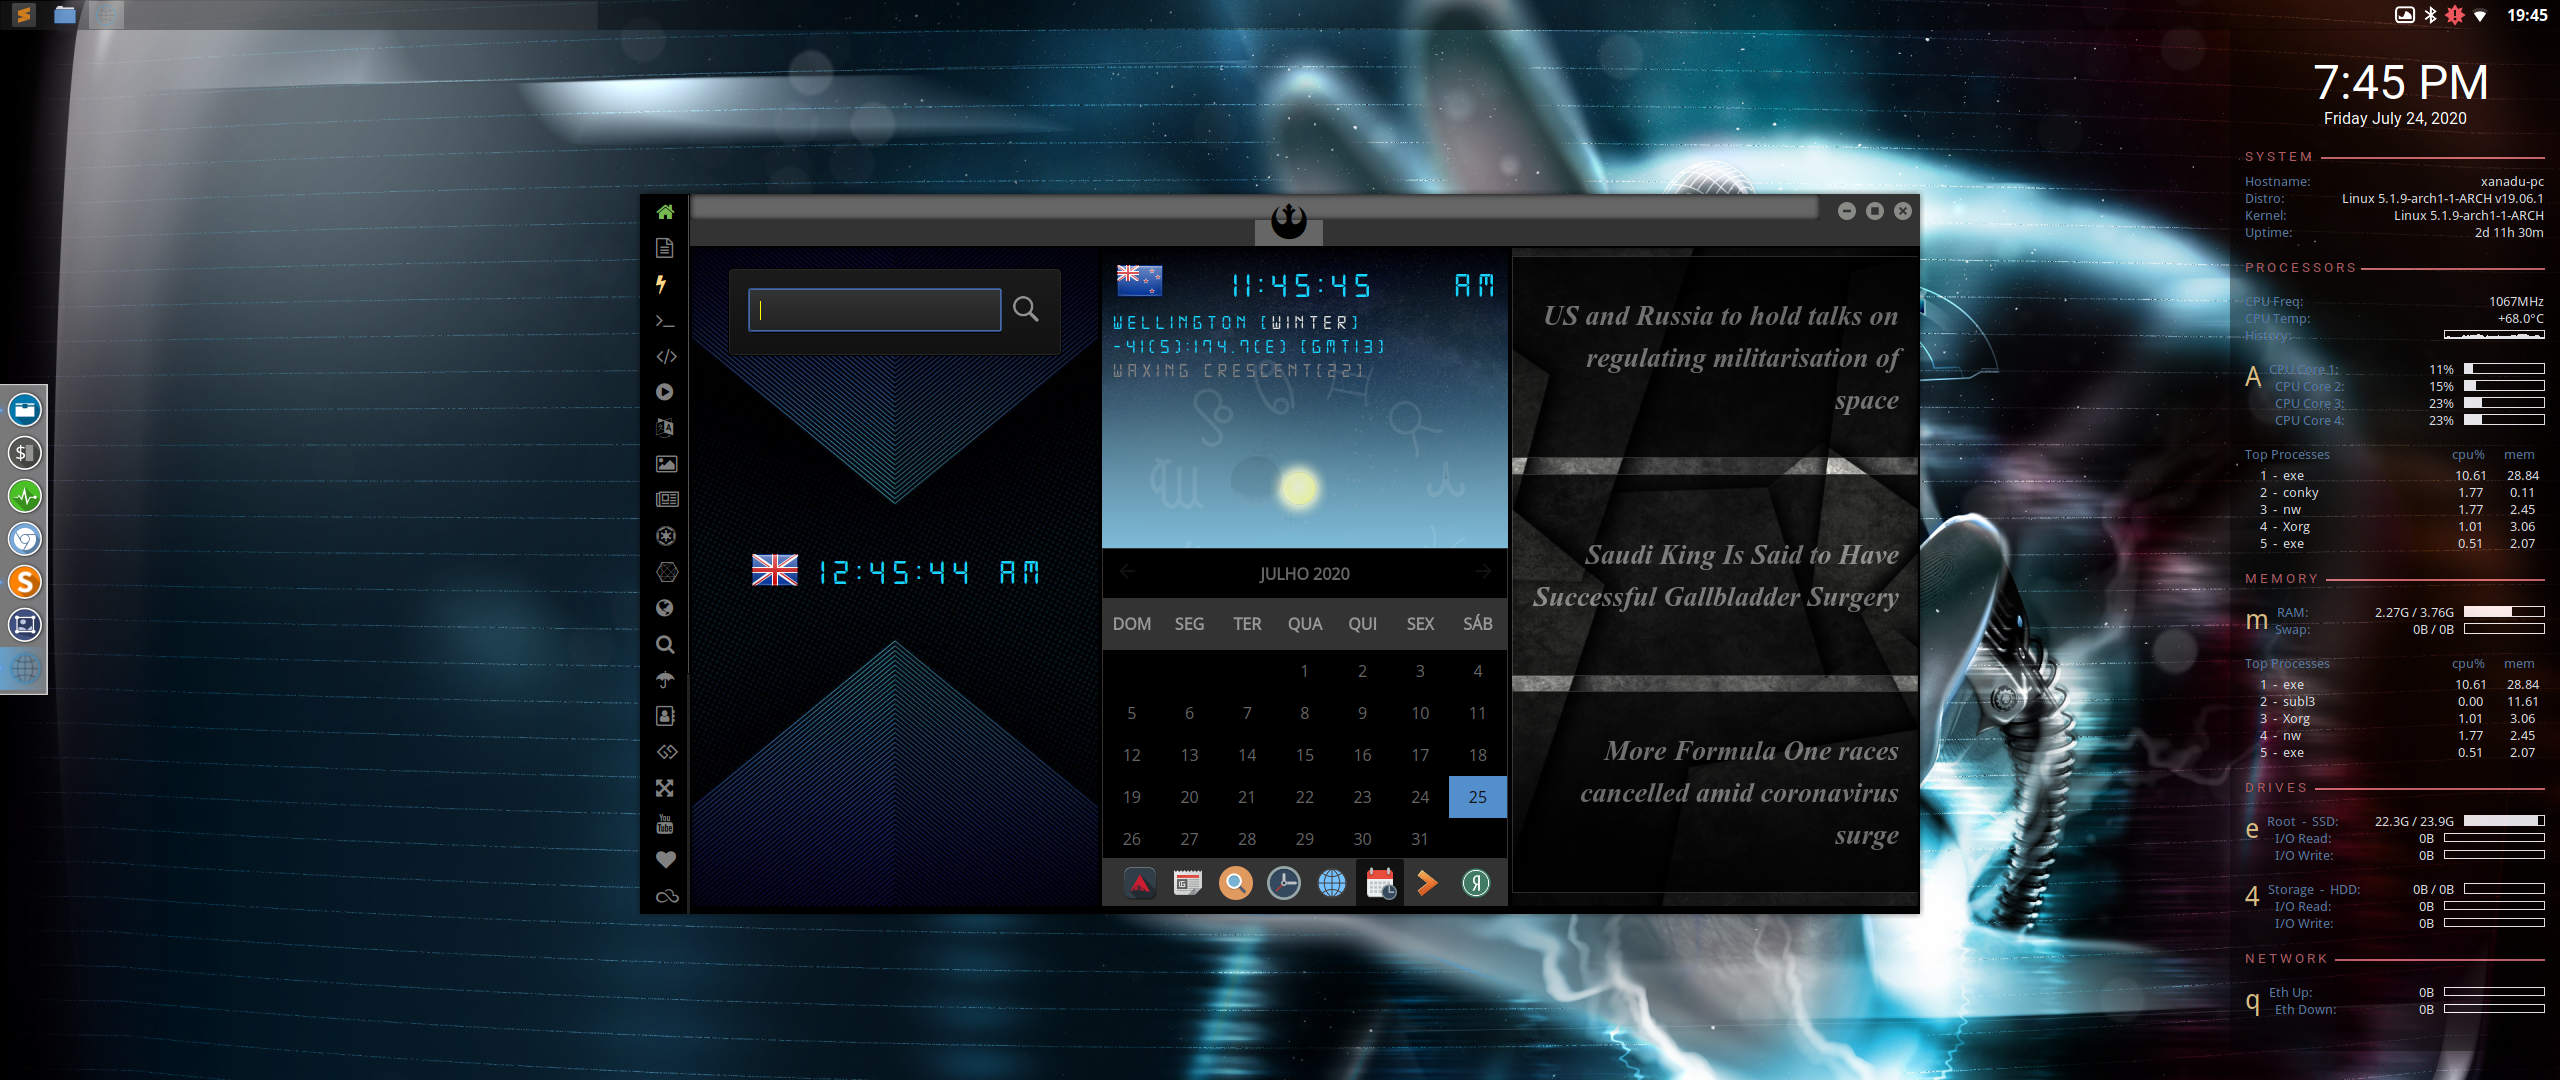 19:45
7:45 PM
Friday July 24, 2020
SYSTEM
Hostname: xanadu-pc
Distro: Linux 5.1.9-arch1-1-ARCH v19.06.1
Kernel: Linux 5.1.9-arch1-1-ARCH
Uptime: 2d 11h 30m
PROCESSORS
CPU Freq: 1067MHz
CPU Temp: +68.0°C
History:
A CPU Core 1: 11%
CPU Core 2: 15%
CPU Core 3: 23%
CPU Core 4: 23%
Top Processes cpu% mem
1 - exe 10.61 28.84
2 - conky 1.77 0.11
3 - nw 1.77 2.45
4 - Xorg 1.01 3.06
5 - exe 0.51 2.07
MEMORY
m RAM: 2.27G / 3.76G
Swap: 0B / 0B
Top Processes cpu% mem
1 - exe 10.61 28.84
2 - subl3 0.00 11.61
3 - Xorg 1.01 3.06
4 - nw 1.77 2.45
5 - exe 0.51 2.07
DRIVES
e Root - SSD: 22.3G / 23.9G
I/O Read: 0B
I/O Write: 0B
4 Storage - HDD: 0B / 0B
I/O Read: 0B
I/O Write: 0B
NETWORK
q Eth Up: 0B
Eth Down: 0B
12:45:44 AM
11:45:45 AM
WELLINGTON [WINTER]
-41(S):174.7(E) [GMT13]
WAXING CRESCENT[22]
JULHO 2020
DOM SEG TER QUA QUI SEX SÁB
1 2 3 4
5 6 7 8 9 10 11
12 13 14 15 16 17 18
19 20 21 22 23 24 25
26 27 28 29 30 31
US and Russia to hold talks on
regulating militarisation of
space
Saudi King Is Said to Have
Successful Gallbladder Surgery
More Formula One races
cancelled amid coronavirus
surge
You
Tube